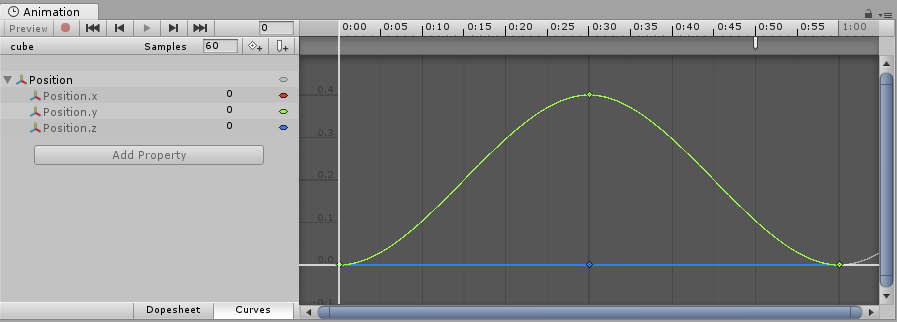 Animation
Preview 0 0:00 0:05 0:10 0:15 0:20 0:25 0:30 0:35 0:40 0:45 0:50 0:55 1:00
cube Samples 60
Position
Position.x 0
Position.y 0
Position.z 0
Add Property
0.4
0.3
0.2
0.1
0.0
-0.1
Dopesheet Curves